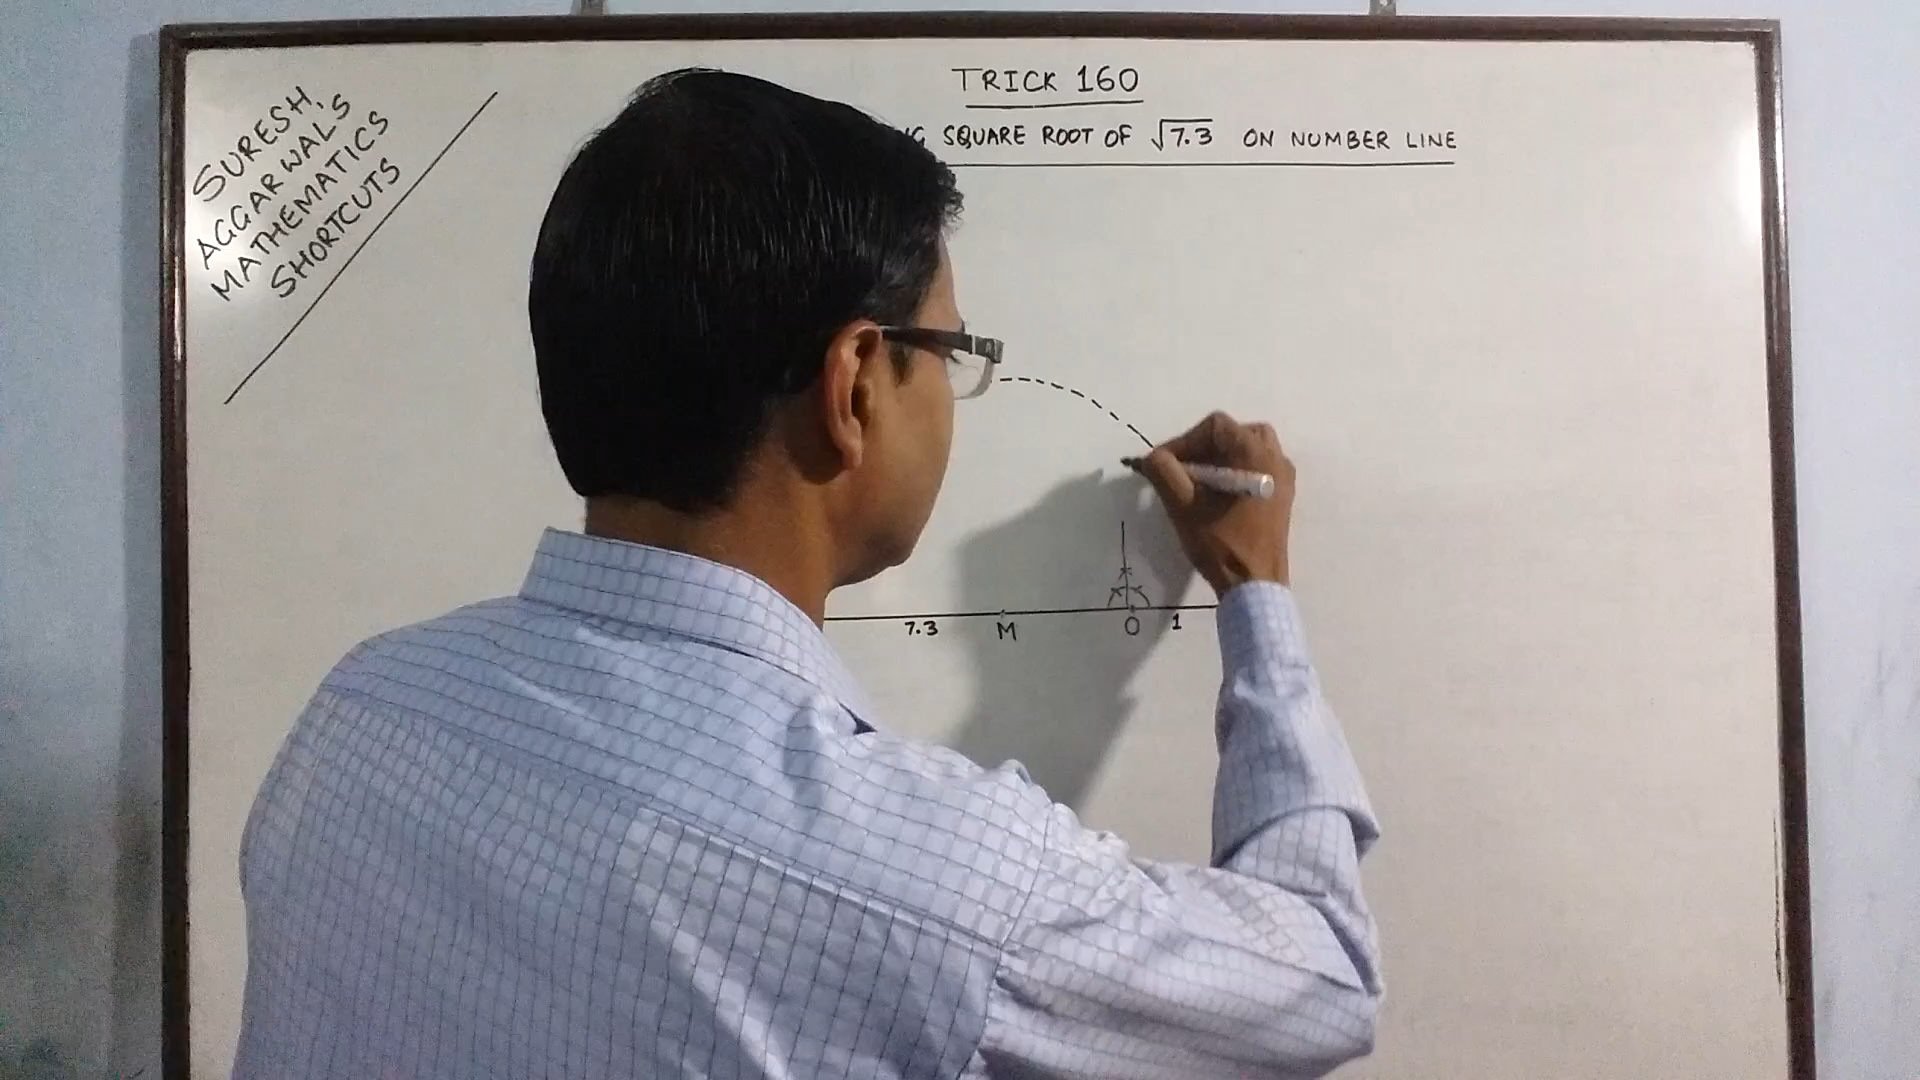 TRICK 160
SQUARE ROOT OF √7.3 ON NUMBER LINE
SURESH
AGGARWAL'S
MATHEMATICS
SHORTCUTS
7.3 M O 1